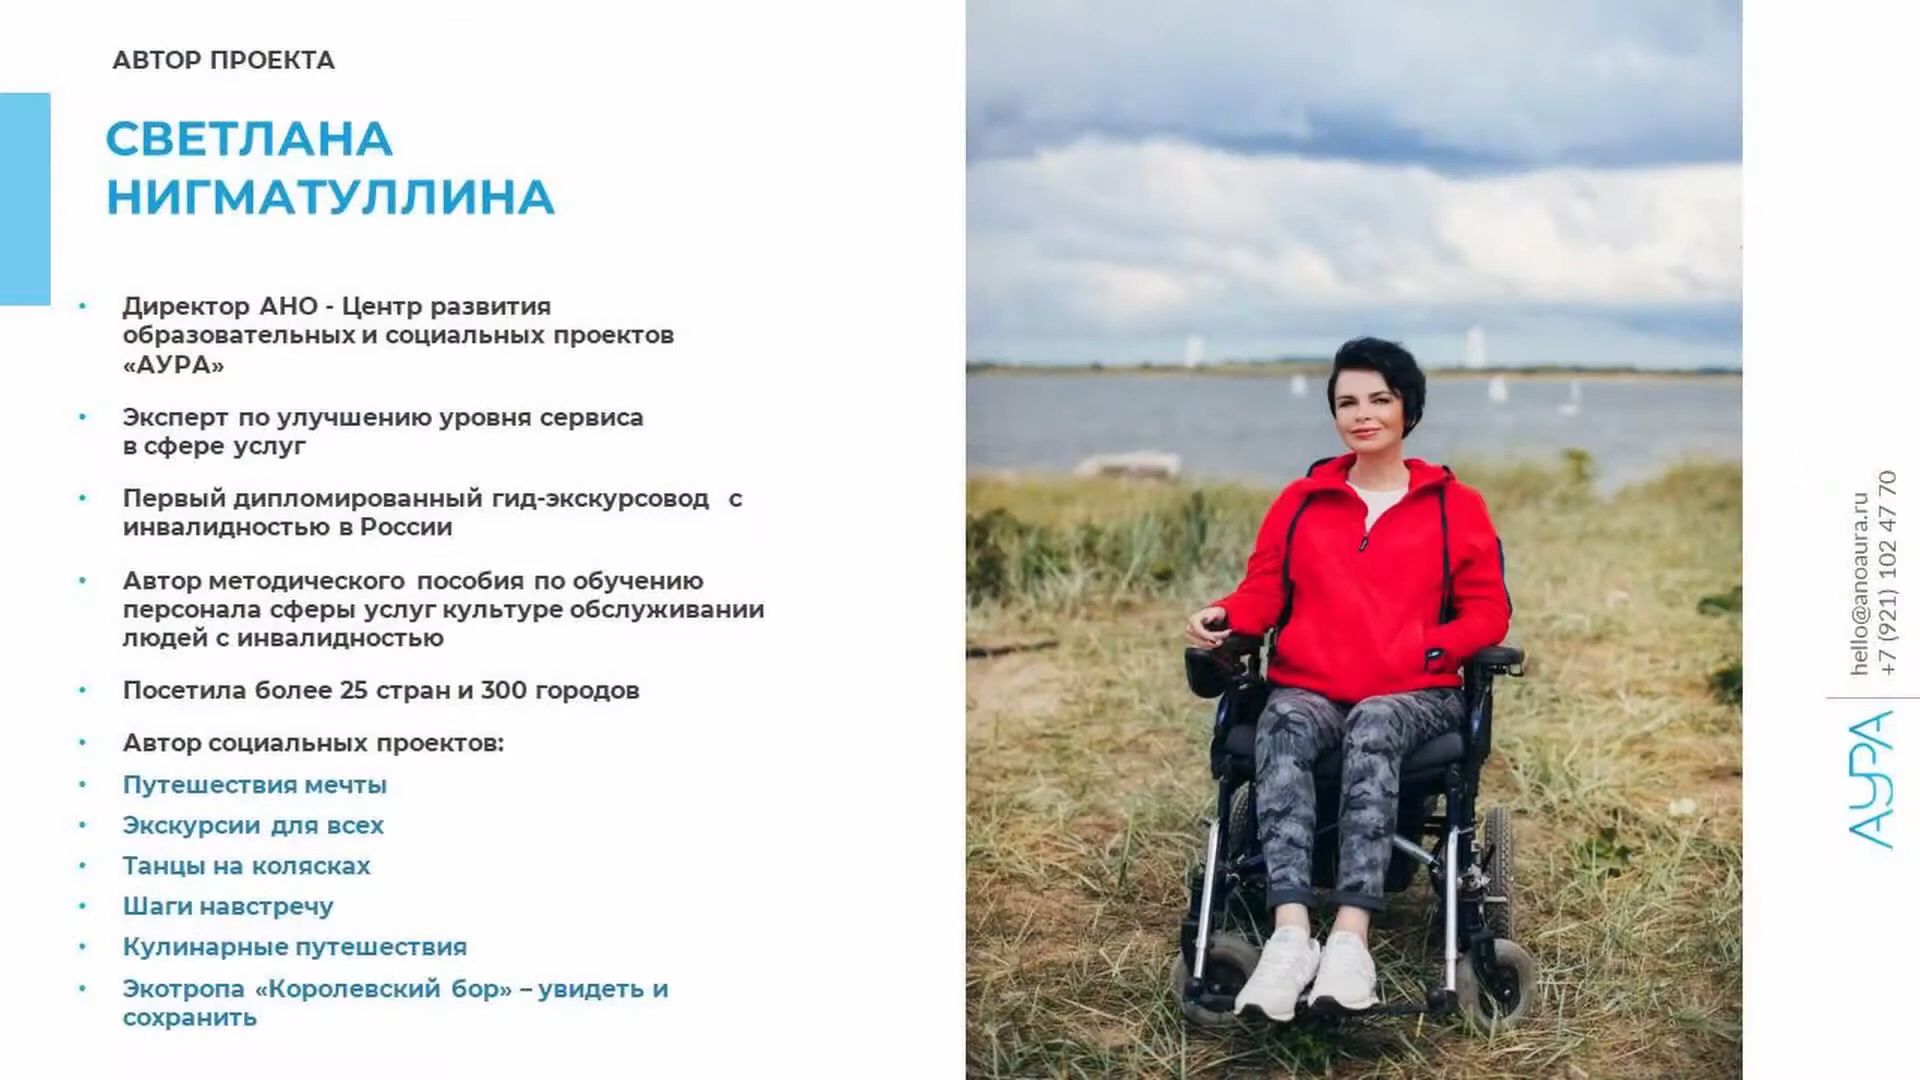 АВТОР ПРОЕКТА
СВЕТЛАНА
НИГМАТУЛЛИНА
• Директор АНО - Центр развития
образовательных и социальных проектов
«АУРА»
• Эксперт по улучшению уровня сервиса
в сфере услуг
• Первый дипломированный гид-экскурсовод с
инвалидностью в России
• Автор методического пособия по обучению
персонала сферы услуг культуре обслуживании
людей с инвалидностью
• Посетила более 25 стран и 300 городов
• Автор социальных проектов:
• Путешествия мечты
• Экскурсии для всех
• Танцы на колясках
• Шаги навстречу
• Кулинарные путешествия
• Экотропа «Королевский бор» – увидеть и
сохранить
hello@anoaura.ru
+7 (921) 102 47 70
АУРА